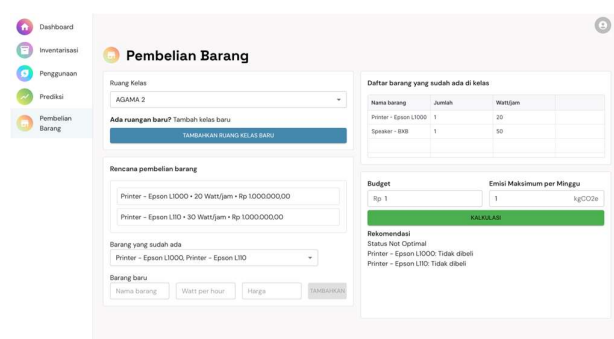 Dashboard
Inventarisasi
Penggunaan
Prediksi
Pembelian
Barang
Pembelian Barang
Ruang Kelas
AGAMA 2
Ada ruangan baru? Tambah kelas baru
TAMBAHKAN RUANG KELAS BARU
Rencana pembelian barang
Printer - Epson L1000 • 20 Watt/jam • Rp 1.000.000,00
Printer - Epson L110 • 30 Watt/jam • Rp 1.000.000,00
Barang yang sudah ada
Printer - Epson L1000, Printer - Epson L110
Barang baru
Nama barang Watt per hour Harga TAMBAHKAN
Daftar barang yang sudah ada di kelas
Nama barang Jumlah Watt/jam
Printer - Epson L1000 1 20
Speaker - BXB 1 50
Budget Emisi Maksimum per Minggu
Rp 1 1 kgCO2e
KALKULASI
Rekomendasi
Status Not Optimal
Printer - Epson L1000: Tidak dibeli
Printer - Epson L110: Tidak dibeli